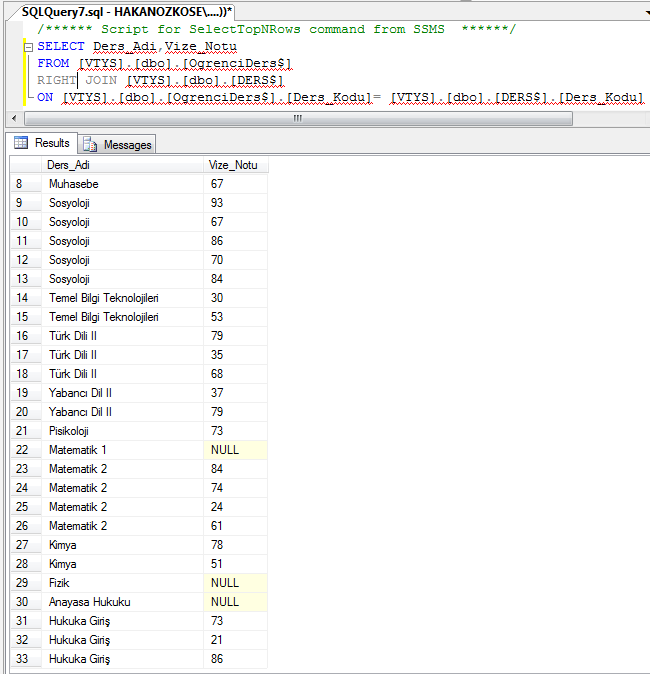 SQLQuery7.sql - HAKANOZKOSE\....))*
/****** Script for SelectTopNRows command from SSMS  ******/
SELECT Ders_Adi,Vize_Notu
FROM [VTYS].[dbo].[OgrenciDers$]
RIGHT JOIN [VTYS].[dbo].[DERS$]
ON [VTYS].[dbo].[OgrenciDers$].[Ders_Kodu]= [VTYS].[dbo].[DERS$].[Ders_Kodu]
Results Messages
Ders_Adi Vize_Notu
8 Muhasebe 67
9 Sosyoloji 93
10 Sosyoloji 67
11 Sosyoloji 86
12 Sosyoloji 70
13 Sosyoloji 84
14 Temel Bilgi Teknolojileri 30
15 Temel Bilgi Teknolojileri 53
16 Türk Dili II 79
17 Türk Dili II 35
18 Türk Dili II 68
19 Yabancı Dil II 37
20 Yabancı Dil II 79
21 Pisikoloji 73
22 Matematik 1 NULL
23 Matematik 2 84
24 Matematik 2 74
25 Matematik 2 24
26 Matematik 2 61
27 Kimya 78
28 Kimya 51
29 Fizik NULL
30 Anayasa Hukuku NULL
31 Hukuka Giriş 73
32 Hukuka Giriş 21
33 Hukuka Giriş 86